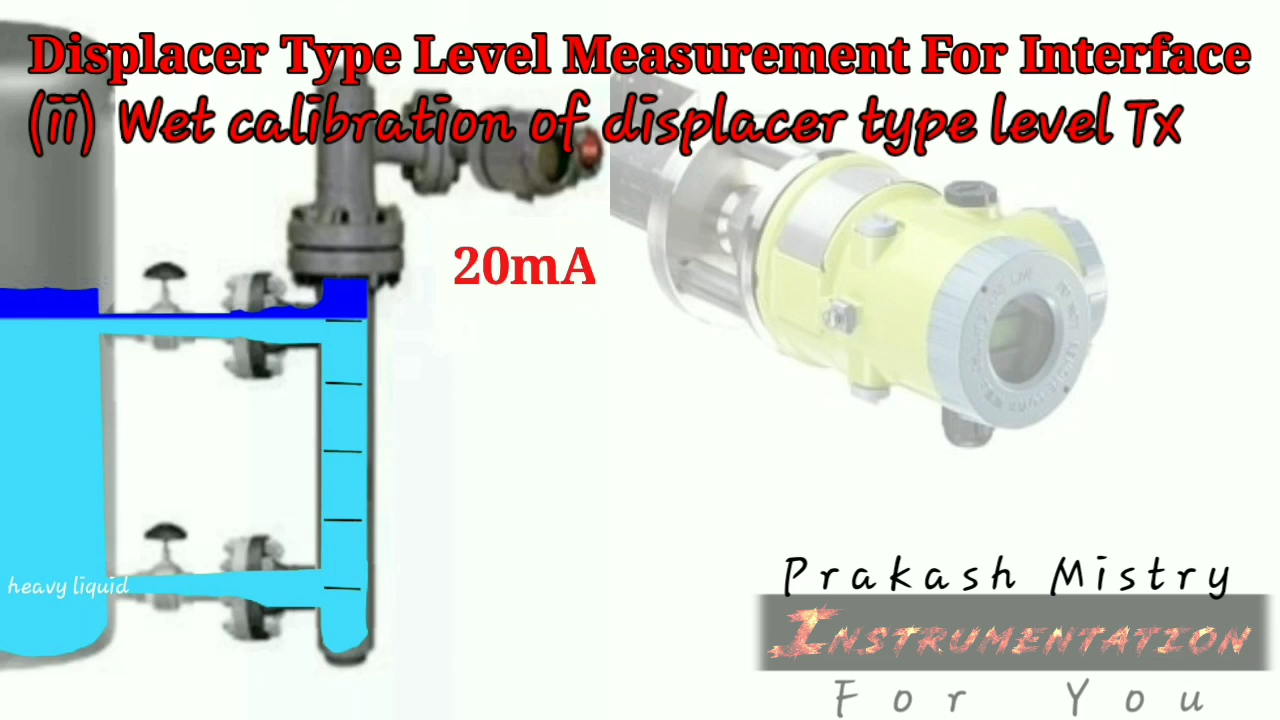 Displacer Type Level Measurement For Interface
(ii) Wet calibration of displacer type level Tx
20mA
heavy liquid
Prakash Mistry
INSTRUMENTATION
For You